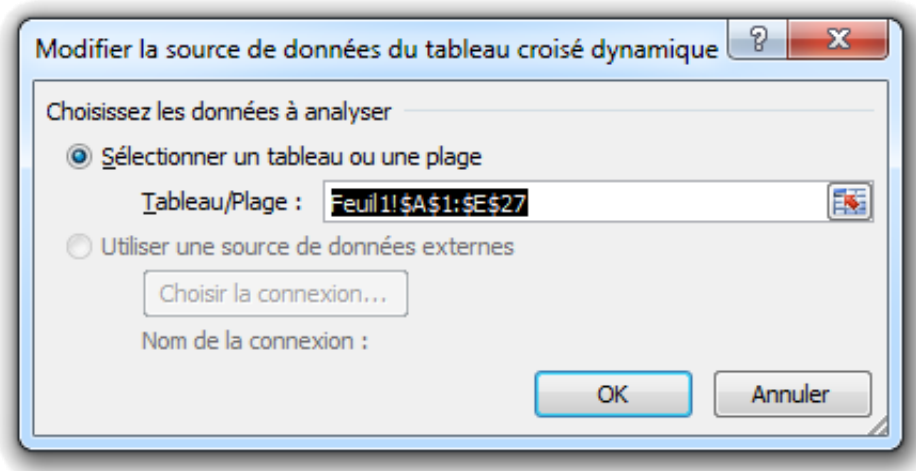 Modifier la source de données du tableau croisé dynamique
Choisissez les données à analyser
Sélectionner un tableau ou une plage
Tableau/Plage : Feuil1!$A$1:$E$27
Utiliser une source de données externes
Choisir la connexion...
Nom de la connexion :
OK Annuler